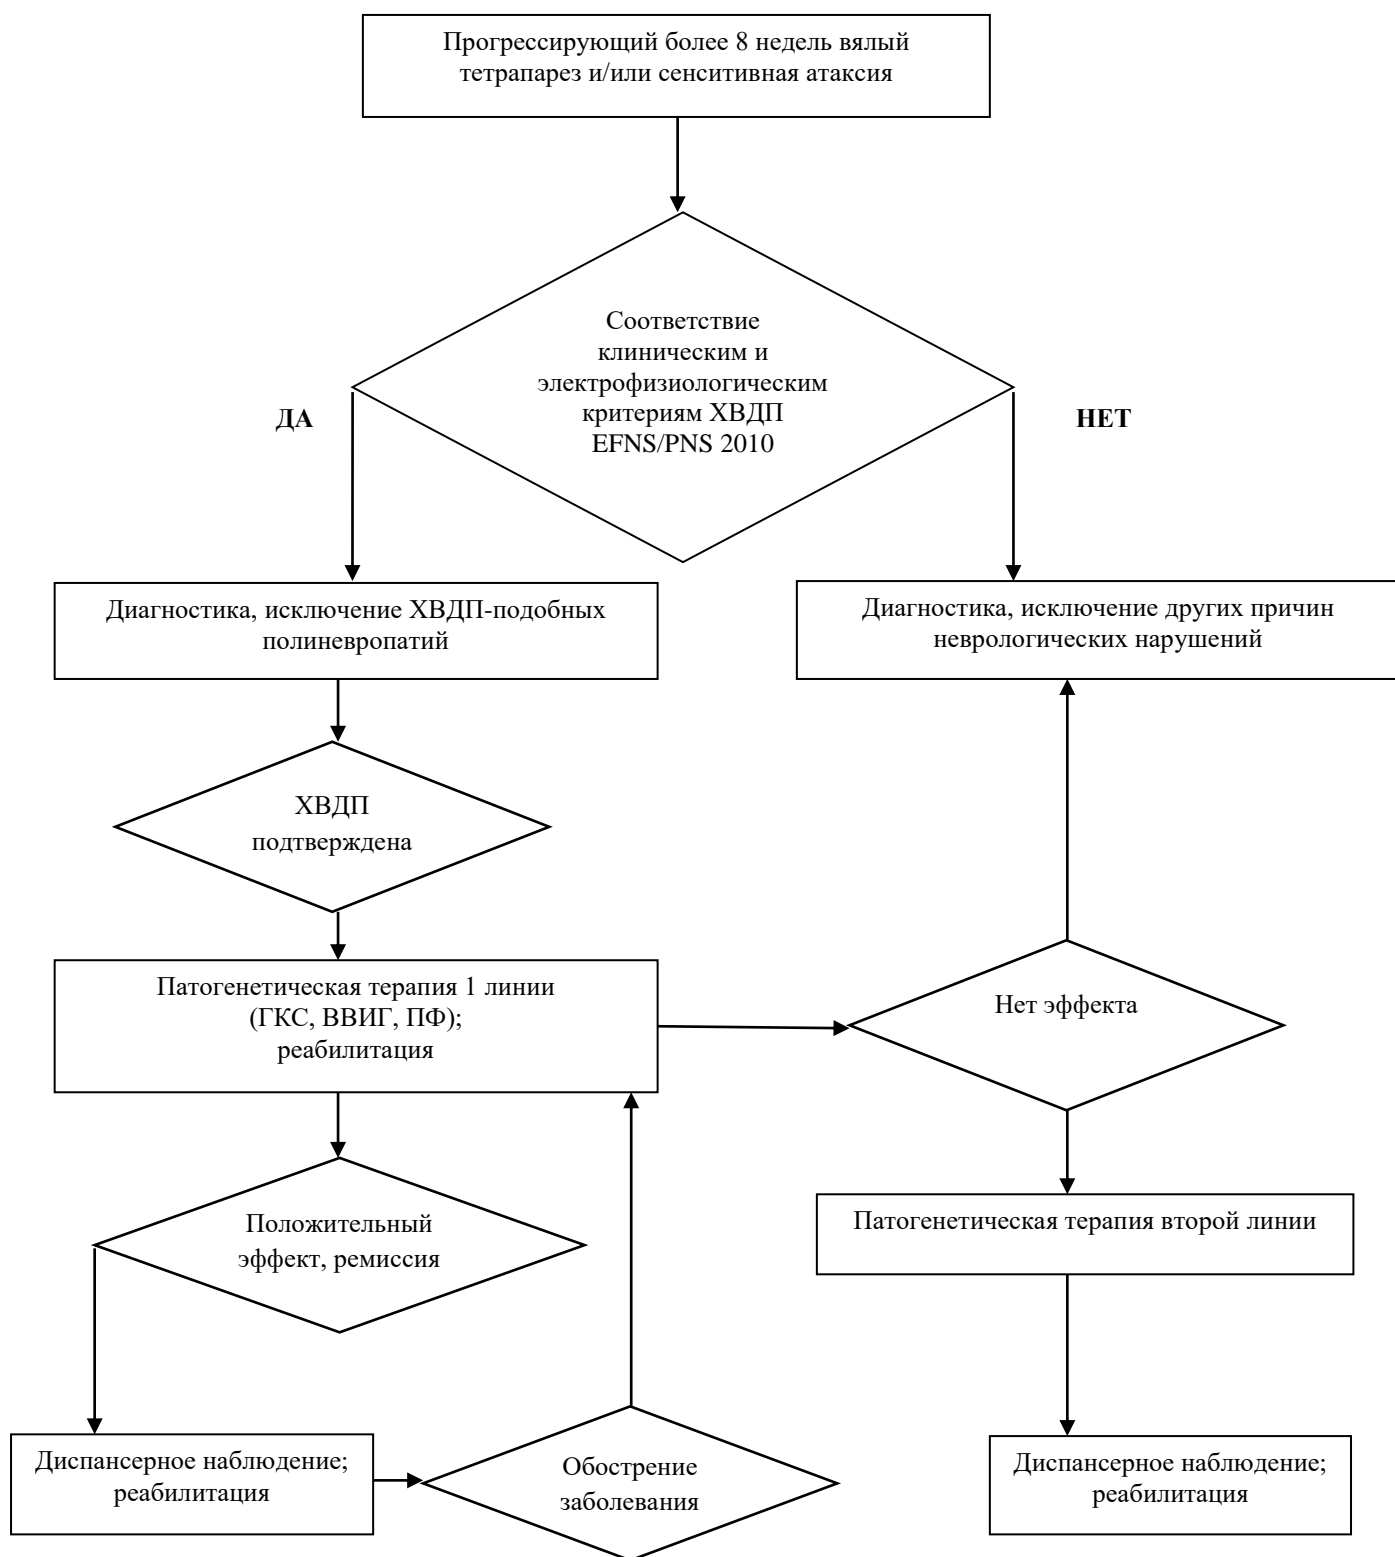 Прогрессирующий более 8 недель вялый
тетрапарез и/или сенситивная атаксия
Соответствие
клиническим и
электрофизиологическим
критериям ХВДП
EFNS/PNS 2010
ДА
НЕТ
Диагностика, исключение ХВДП-подобных
полиневропатий
Диагностика, исключение других причин
неврологических нарушений
ХВДП
подтверждена
Патогенетическая терапия 1 линии
(ГКС, ВВИГ, ПФ);
реабилитация
Нет эффекта
Положительный
эффект, ремиссия
Патогенетическая терапия второй линии
Диспансерное наблюдение;
реабилитация
Обострение
заболевания
Диспансерное наблюдение;
реабилитация